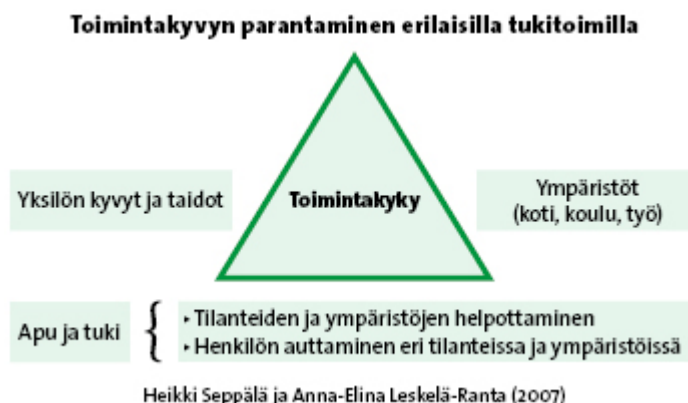 Toimintakyvyn parantaminen erilaisilla tukitoimilla
Yksilön kyvyt ja taidot
Toimintakyky
Ympäristöt
(koti, koulu, työ)
Apu ja tuki
‣ Tilanteiden ja ympäristöjen helpottaminen
‣ Henkilön auttaminen eri tilanteissa ja ympäristöissä
Heikki Seppälä ja Anna-Elina Leskelä-Ranta (2007)